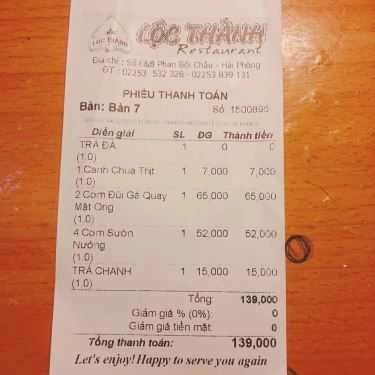 LỘC THÀNH
LỘC THÀNH
Restaurant
Địa chỉ : Phan Bội Châu - Hải Phòng
ĐT : 02253 532 328 - 02253 839 131
PHIẾU THANH TOÁN
Bàn: Bàn 7 Số: 1500895
Diễn giải SL ĐG Thành tiền
TRÀ ĐÁ 1 0 0
(1.0)
1.Canh Chua Thịt 1 7,000 7,000
(1.0)
2.Cơm Đùi Gà Quay 1 65,000 65,000
Mật Ong
(1.0)
4.Cơm Sườn 1 52,000 52,000
Nướng
(1.0)
TRÀ CHANH 1 15,000 15,000
(1.0)
Tổng: 139,000
Giảm giá % (0%): 0
Giảm giá tiền mặt: 0
Tổng thanh toán: 139,000
Let's enjoy! Happy to serve you again